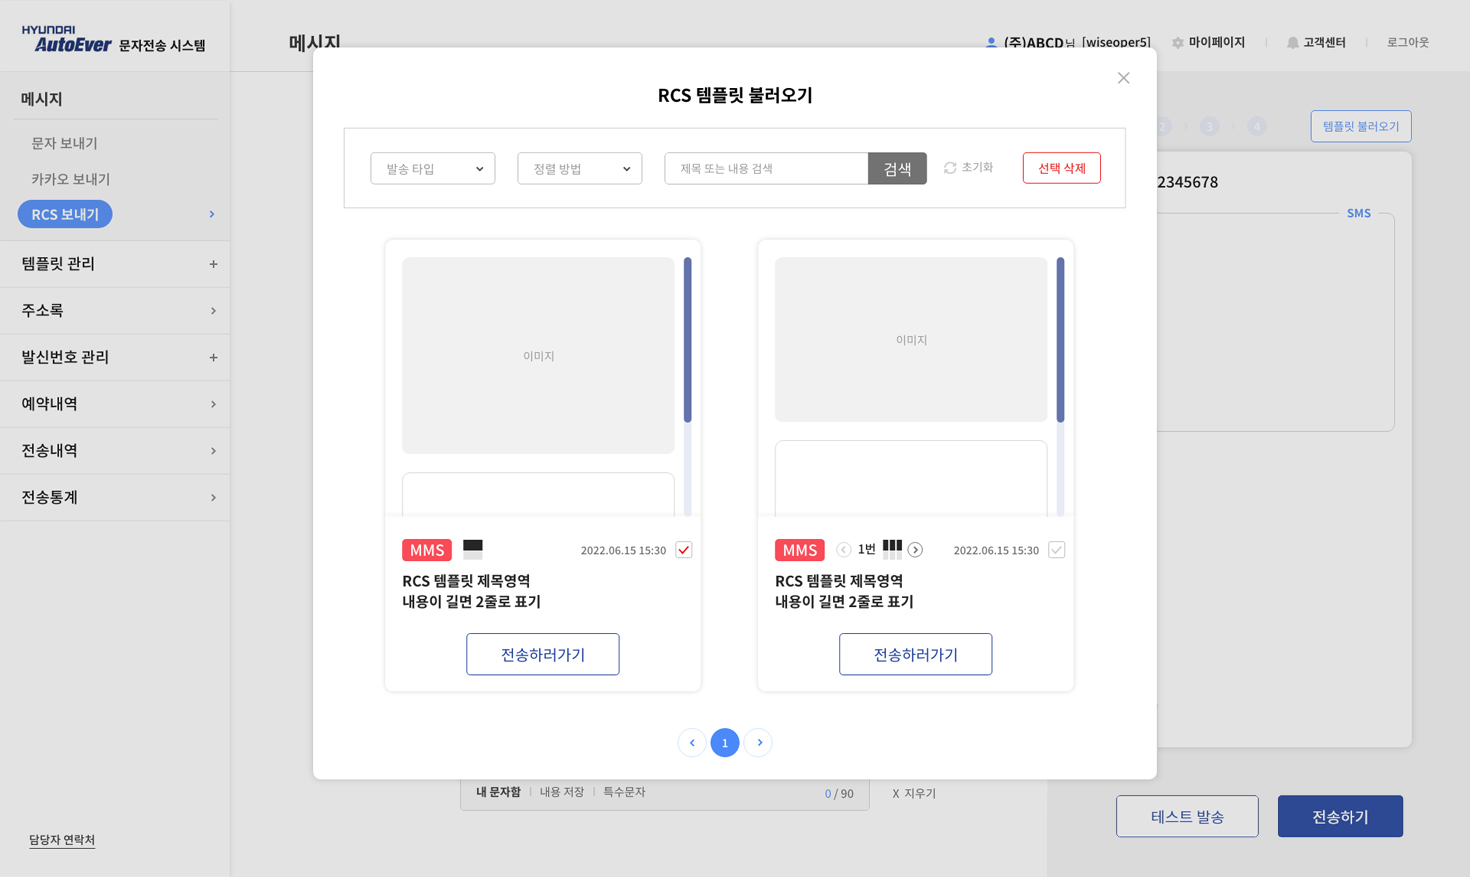 HYUNDAI
AutoEver 문자전송 시스템
메시지
(주)ABCD님 [wiseoper5]
마이페이지
고객센터
로그아웃
메시지
문자 보내기
카카오 보내기
RCS 보내기
템플릿 관리
주소록
발신번호 관리
예약내역
전송내역
전송통계
담당자 연락처
2 3 4
템플릿 불러오기
2345678
SMS
RCS 템플릿 불러오기
발송 타입
정렬 방법
제목 또는 내용 검색
검색
초기화
선택 삭제
이미지
MMS
2022.06.15 15:30
RCS 템플릿 제목영역
내용이 길면 2줄로 표기
전송하러가기
이미지
MMS
1번
2022.06.15 15:30
RCS 템플릿 제목영역
내용이 길면 2줄로 표기
전송하러가기
1
내 문자함
내용 저장
특수문자
0 / 90
X 지우기
테스트 발송
전송하기